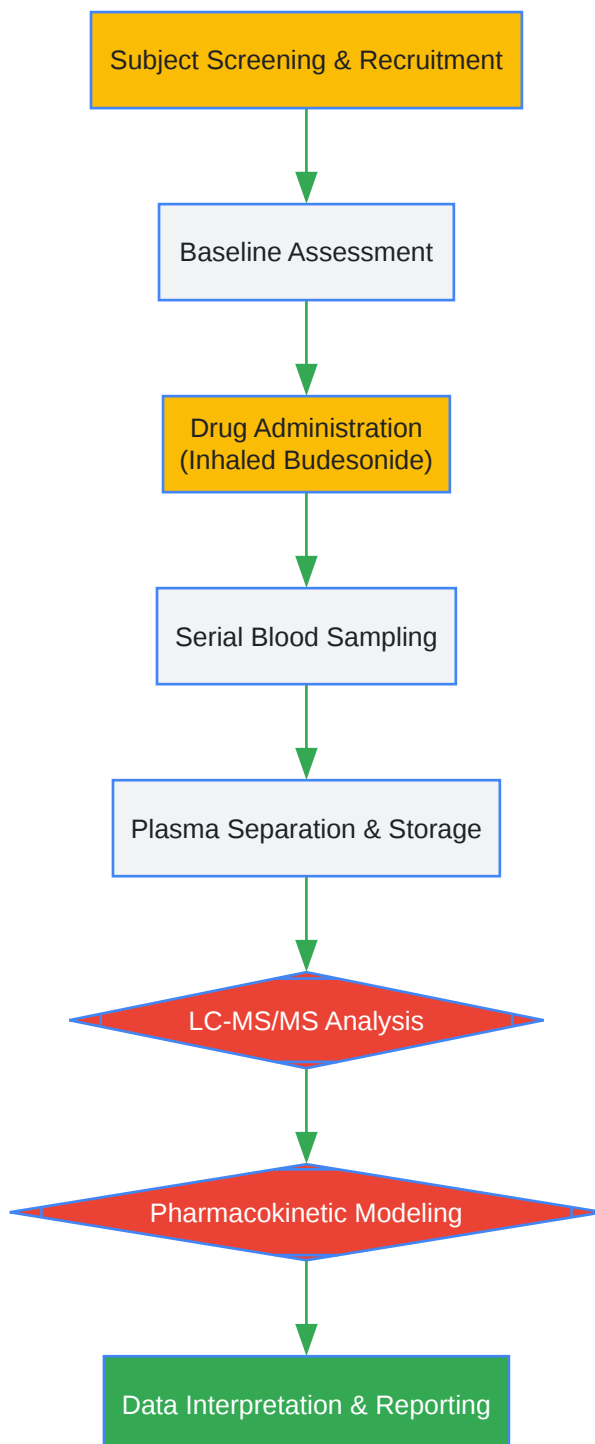 Subject Screening & Recruitment
Baseline Assessment
Drug Administration
(Inhaled Budesonide)
Serial Blood Sampling
Plasma Separation & Storage
LC-MS/MS Analysis
Pharmacokinetic Modeling
Data Interpretation & Reporting